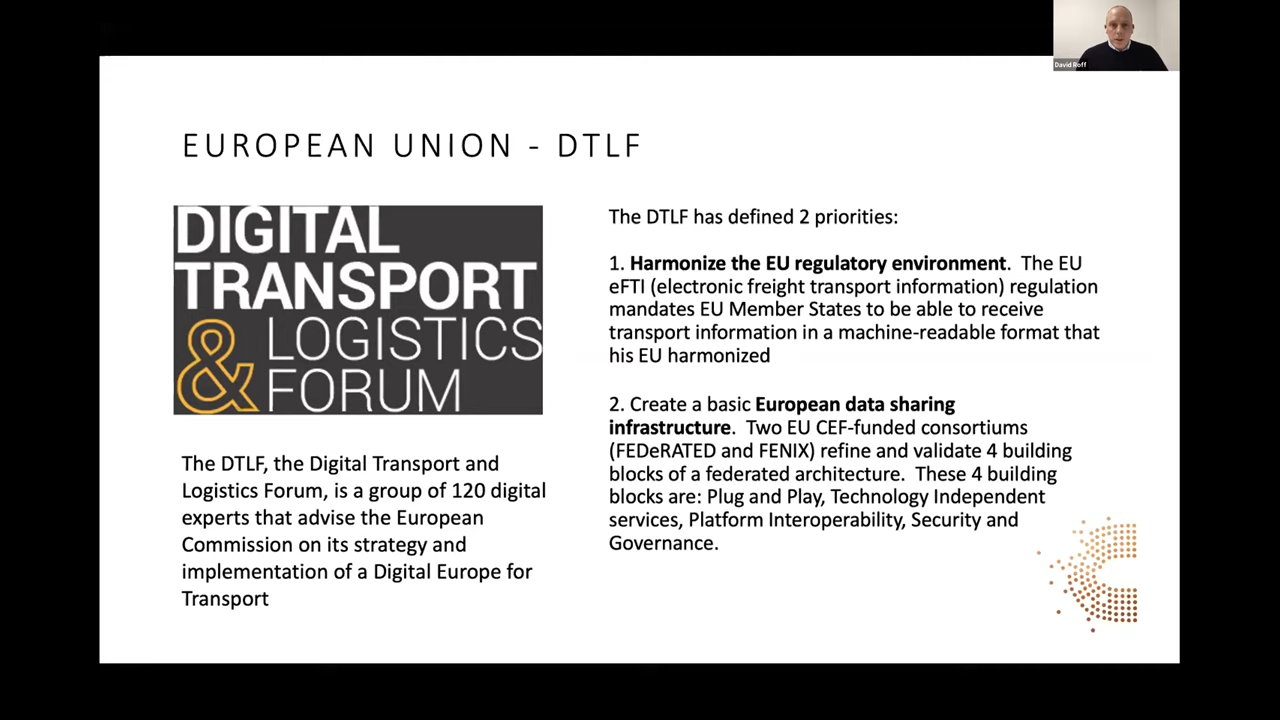 David Roff
EUROPEAN UNION - DTLF
DIGITAL
TRANSPORT
& LOGISTICS
FORUM
The DTLF, the Digital Transport and
Logistics Forum, is a group of 120 digital
experts that advise the European
Commission on its strategy and
implementation of a Digital Europe for
Transport
The DTLF has defined 2 priorities:
1. Harmonize the EU regulatory environment. The EU
eFTI (electronic freight transport information) regulation
mandates EU Member States to be able to receive
transport information in a machine-readable format that
his EU harmonized
2. Create a basic European data sharing
infrastructure. Two EU CEF-funded consortiums
(FEDeRATED and FENIX) refine and validate 4 building
blocks of a federated architecture. These 4 building
blocks are: Plug and Play, Technology Independent
services, Platform Interoperability, Security and
Governance.